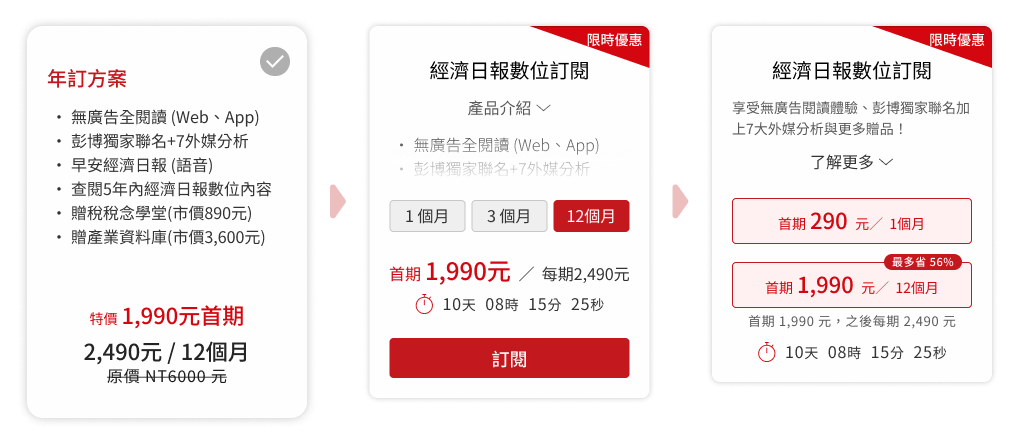 年訂方案
・ 無廣告全閱讀 (Web、App)
・ 彭博獨家聯名+7外媒分析
・ 早安經濟日報 (語音)
・ 查閱5年內經濟日報數位內容
・ 贈稅稅念學堂(市價890元)
・ 贈產業資料庫(市價3,600元)
特價 1,990元首期
2,490元 / 12個月
原價 NT6000 元
限時優惠
經濟日報數位訂閱
產品介紹
・ 無廣告全閱讀 (Web、App)
・ 彭博獨家聯名+7外媒分析
1 個月 3 個月 12個月
首期 1,990元 ／ 每期2,490元
10天 08時 15分 25秒
訂閱
限時優惠
經濟日報數位訂閱
享受無廣告閱讀體驗、彭博獨家聯名加
上7大外媒分析與更多贈品！
了解更多
首期 290 元／ 1個月
最多省 56%
首期 1,990 元／ 12個月
首期 1,990 元，之後每期 2,490 元
10天 08時 15分 25秒